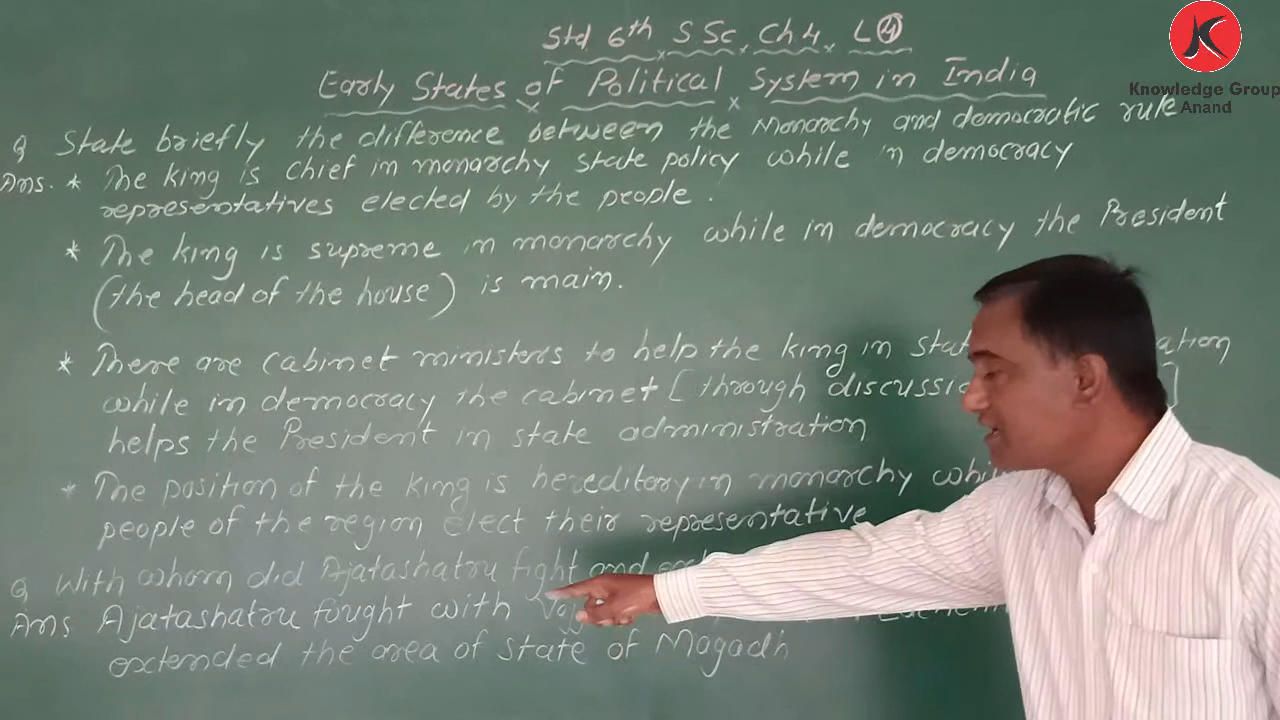 Std 6th SSc Ch 4 L 4
Knowledge Group
Anand
Early States of Political System in India
Q State briefly the difference between the Monarchy and democratic rule
Ans. * The king is chief in monarchy state policy while in democracy
representatives elected by the people.
* The king is supreme in monarchy while in democracy the President
(the head of the house) is main.
* There are cabinet ministers to help the king in
while in democracy the cabinet [through
helps the President in state administration
* The position of the king is hereditory in monarchy
people of the region elect their representative
Q With whom did Ajatashatru fight and
Ans Ajatashatru fought with
extended the area of state of Magadh